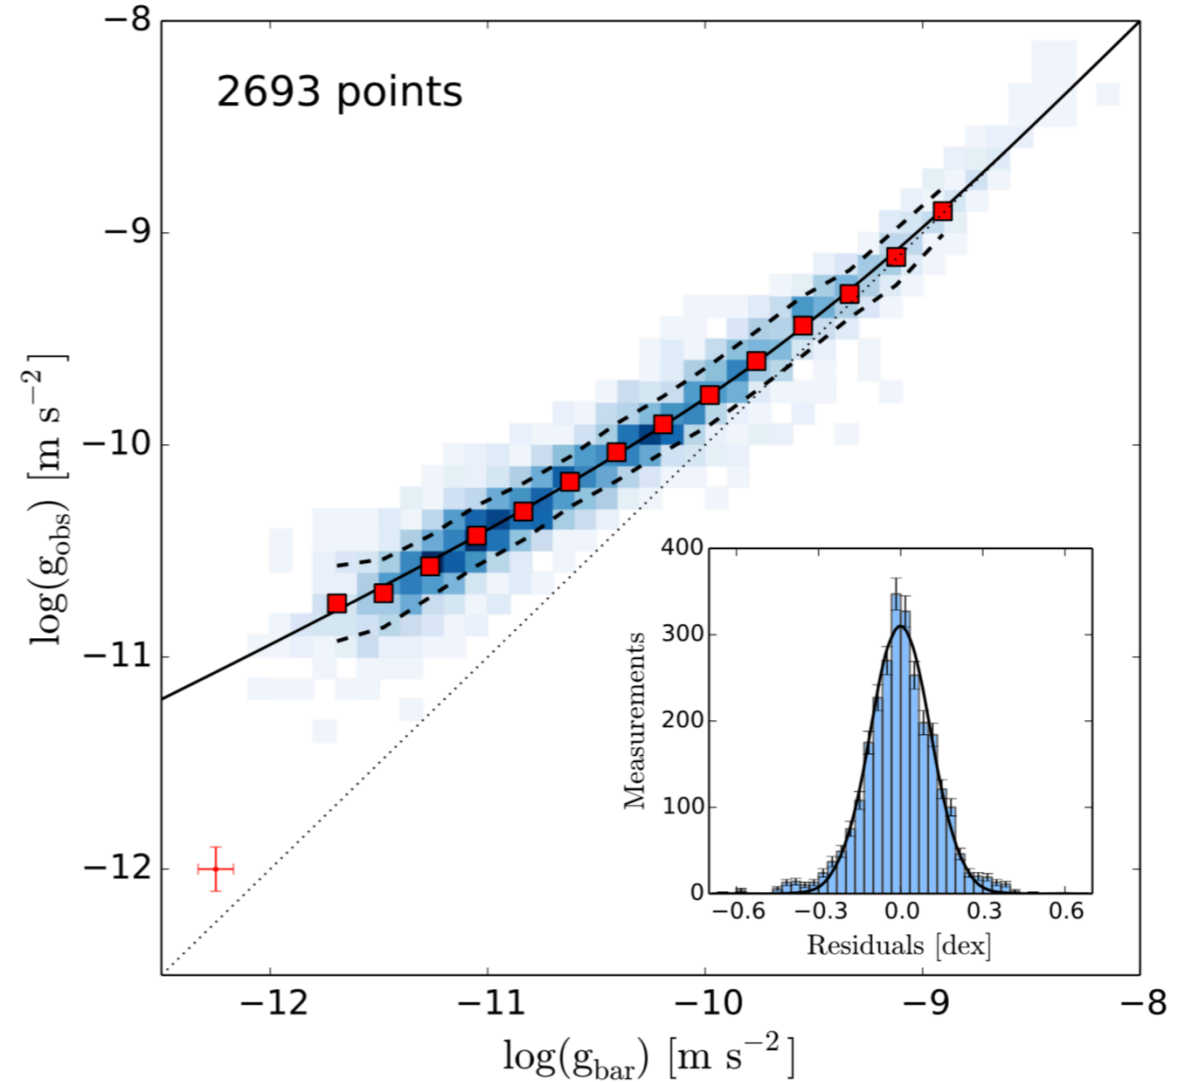 2693 points
−8
−9
−10
−11
−12
log(g_obs) [m s^−2]
−12 −11 −10 −9 −8
log(g_bar) [m s^−2]
400
300
200
100
0
Measurements
−0.6 −0.3 0.0 0.3 0.6
Residuals [dex]